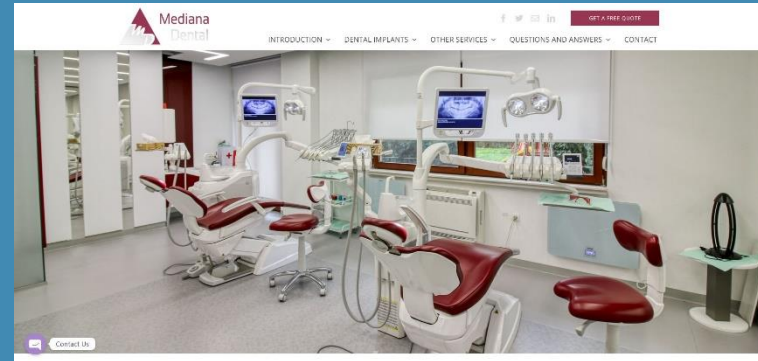 Mediana
Dental
GET A FREE QUOTE
INTRODUCTION
DENTAL IMPLANTS
OTHER SERVICES
QUESTIONS AND ANSWERS
CONTACT
Contact Us